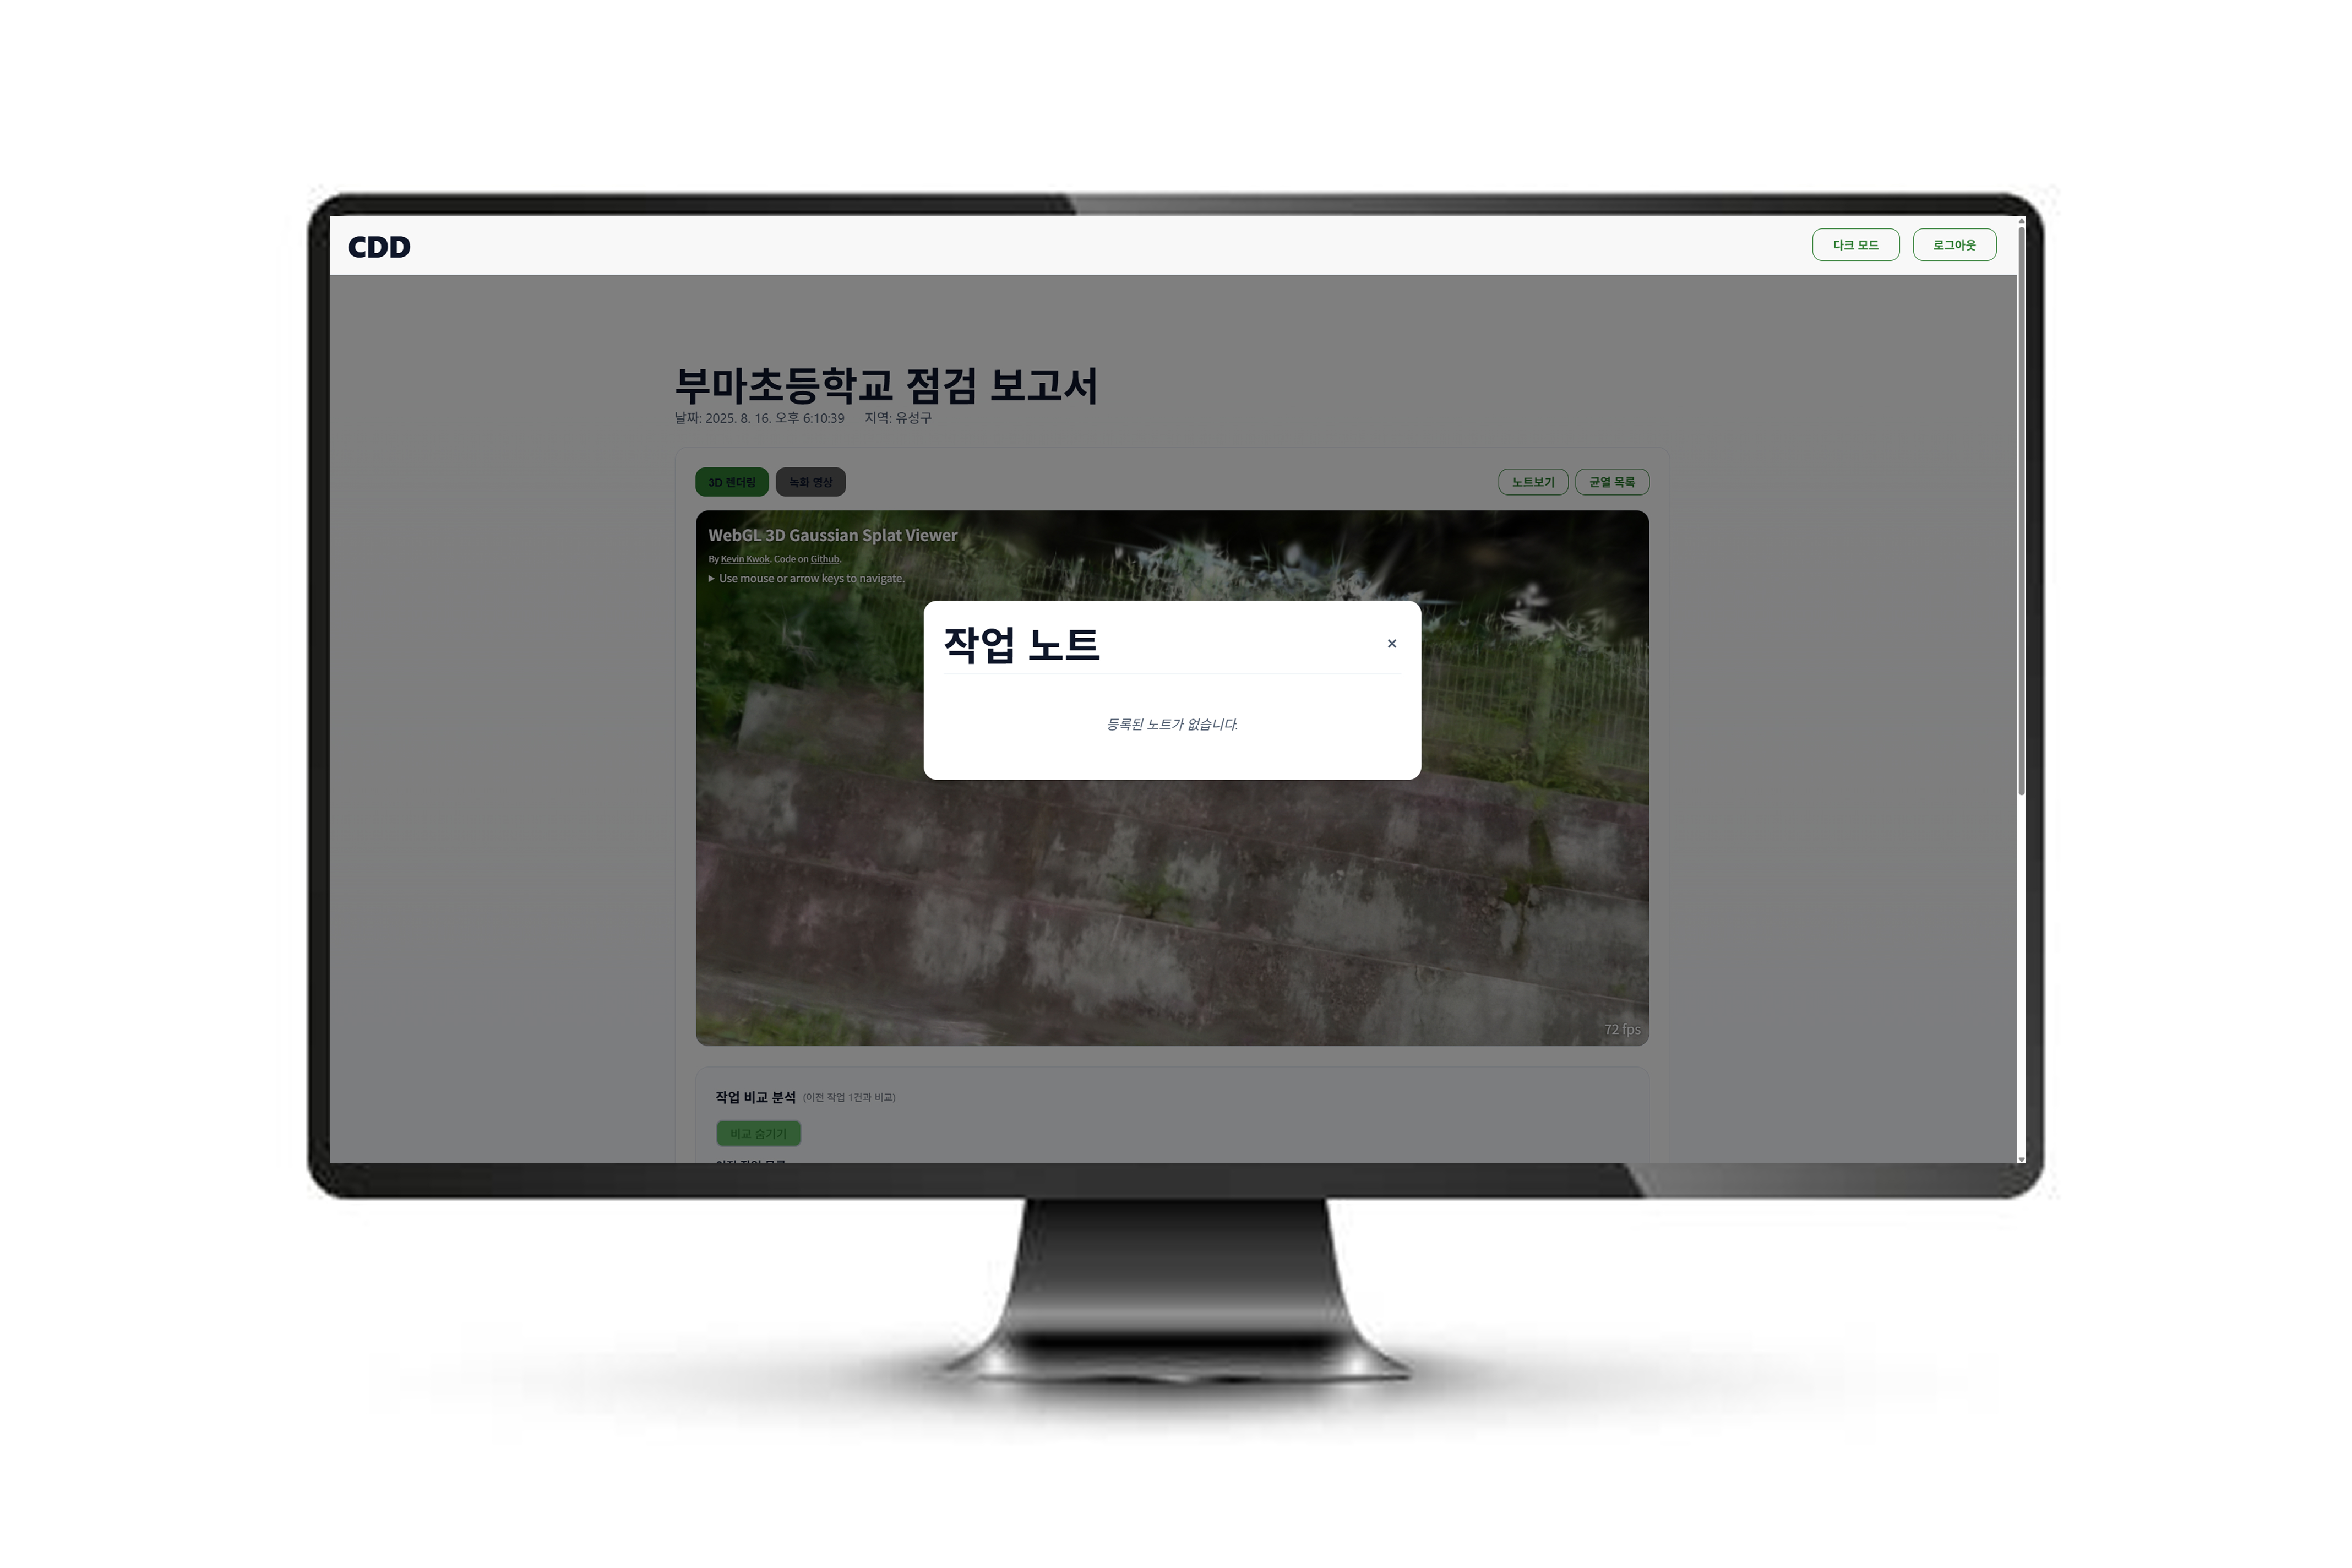 CDD
다크 모드 로그아웃
부마초등학교 점검 보고서
날짜: 2025. 8. 16. 오후 6:10:39 지역: 유성구
3D 렌더링 녹화 영상 노트보기 균열 목록
WebGL 3D Gaussian Splat Viewer
By Kevin Kwok. Code on Github.
▶ Use mouse or arrow keys to navigate.
작업 노트 ×
등록된 노트가 없습니다.
72 fps
작업 비교 분석 (이전 작업 1건과 비교)
비교 숨기기